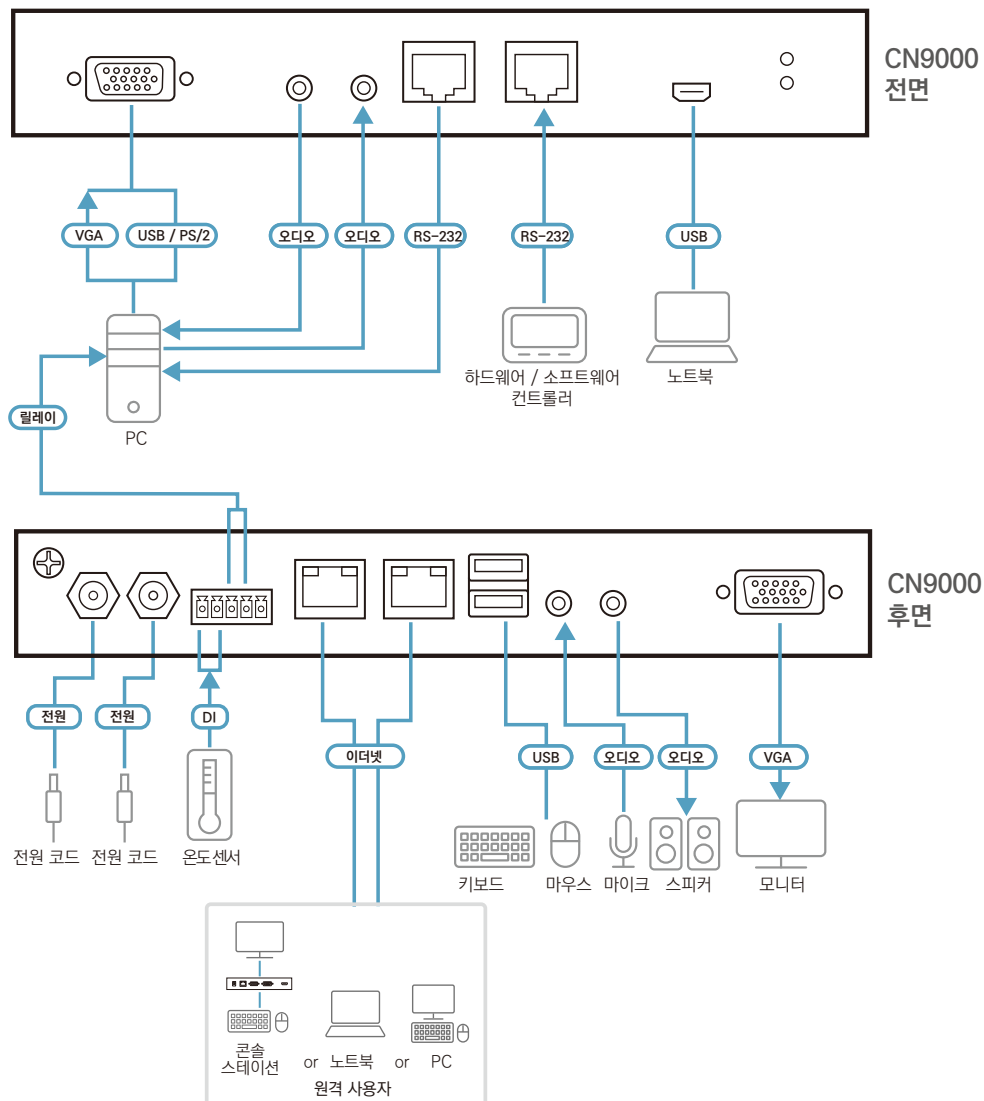 CN9000
전면
VGA
USB / PS/2
오디오
오디오
RS-232
RS-232
USB
하드웨어 / 소프트웨어
컨트롤러
노트북
릴레이
PC
CN9000
후면
전원
전원
DI
이더넷
USB
오디오
오디오
VGA
전원 코드
전원 코드
온도센서
키보드
마우스
마이크
스피커
모니터
콘솔
스테이션
or
노트북
or
PC
원격 사용자